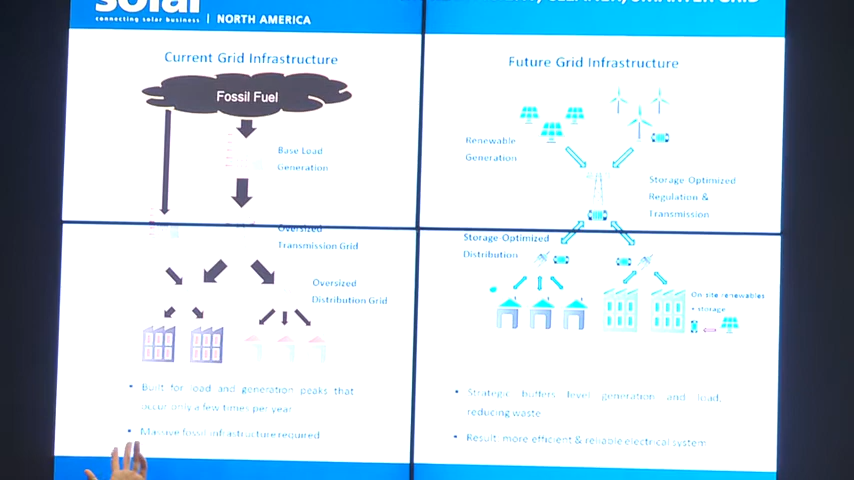 solar
connecting solar business | NORTH AMERICA
CLEANER, SMARTER GRID
Current Grid Infrastructure
Fossil Fuel
Base Load
Generation
Oversized
Transmission Grid
Oversized
Distribution Grid
• Built for load and generation peaks that
occur only a few times per year
• Massive fossil infrastructure required
Future Grid Infrastructure
Renewable
Generation
Storage Optimized
Regulation &
Transmission
Storage Optimized
Distribution
On site renewables
+ storage
• Strategic buffers level generation and load,
reducing waste
• Result: more efficient & reliable electrical system